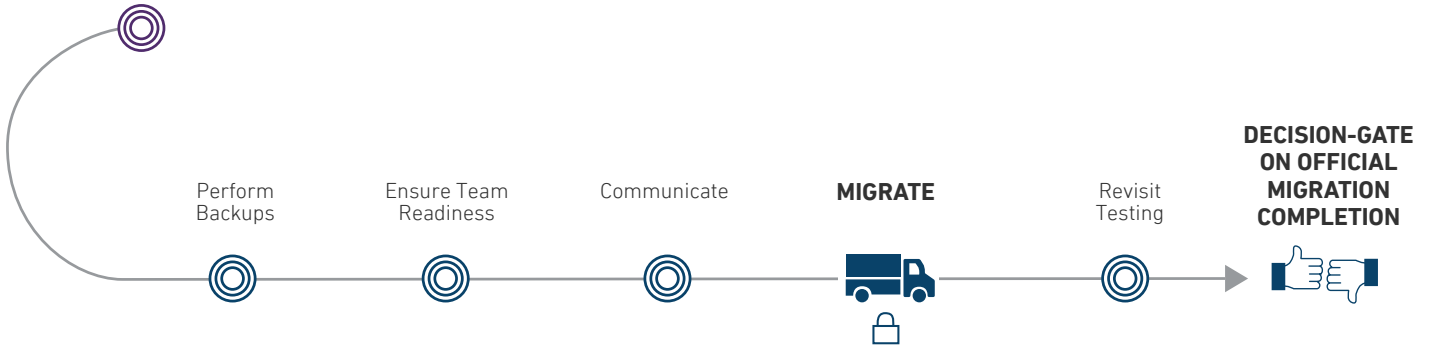 Perform
Backups
Ensure Team
Readiness
Communicate
MIGRATE
Revisit
Testing
DECISION-GATE
ON OFFICIAL
MIGRATION
COMPLETION